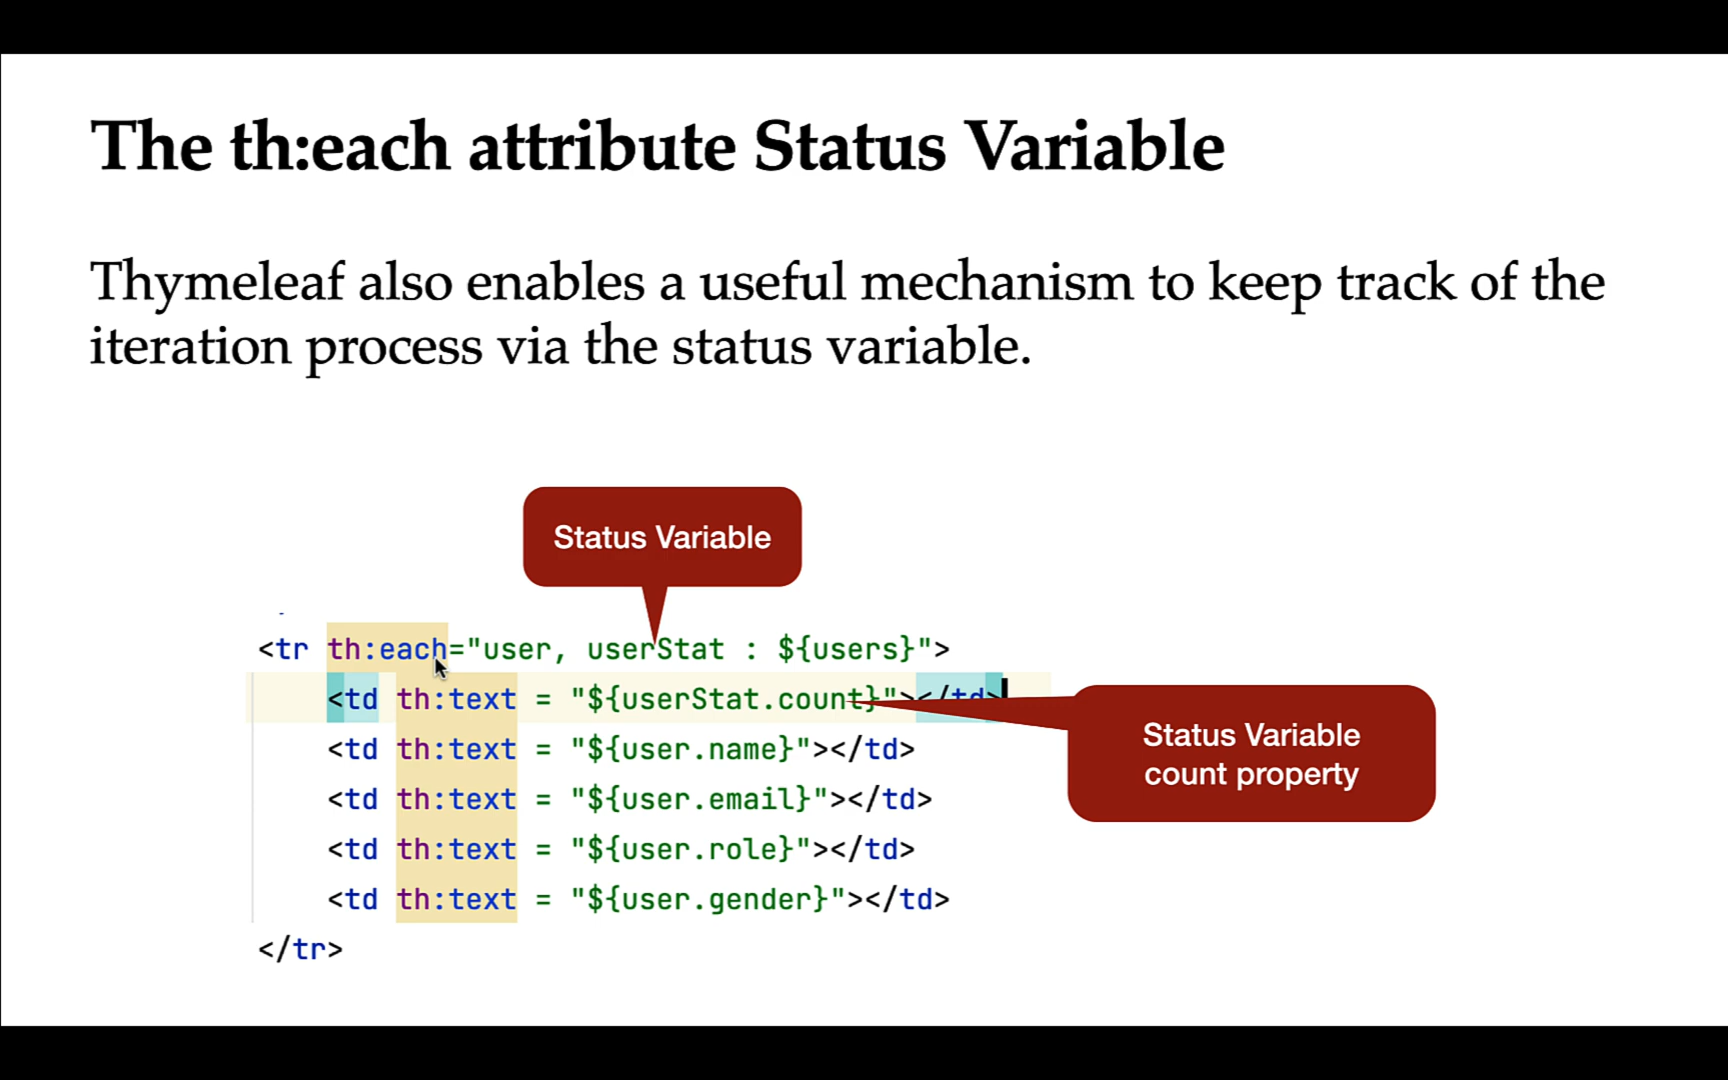 The th:each attribute Status Variable
Thymeleaf also enables a useful mechanism to keep track of the
iteration process via the status variable.
Status Variable
<tr th:each="user, userStat : ${users}">
<td th:text = "${userStat.count}"></td>
Status Variable
count property
<td th:text = "${user.name}"></td>
<td th:text = "${user.email}"></td>
<td th:text = "${user.role}"></td>
<td th:text = "${user.gender}"></td>
</tr>